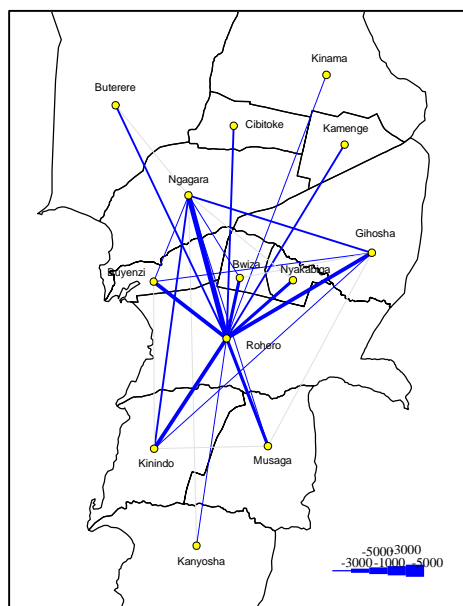 Kinama
Buterere
Cibitoke
Kamenge
Ngagara
Gihosha
Buyenzi
Bwiza
Nyakabiga
Rohero
Kinindo
Musaga
Kanyosha
-5000 -3000
-3000 -1000 -5000